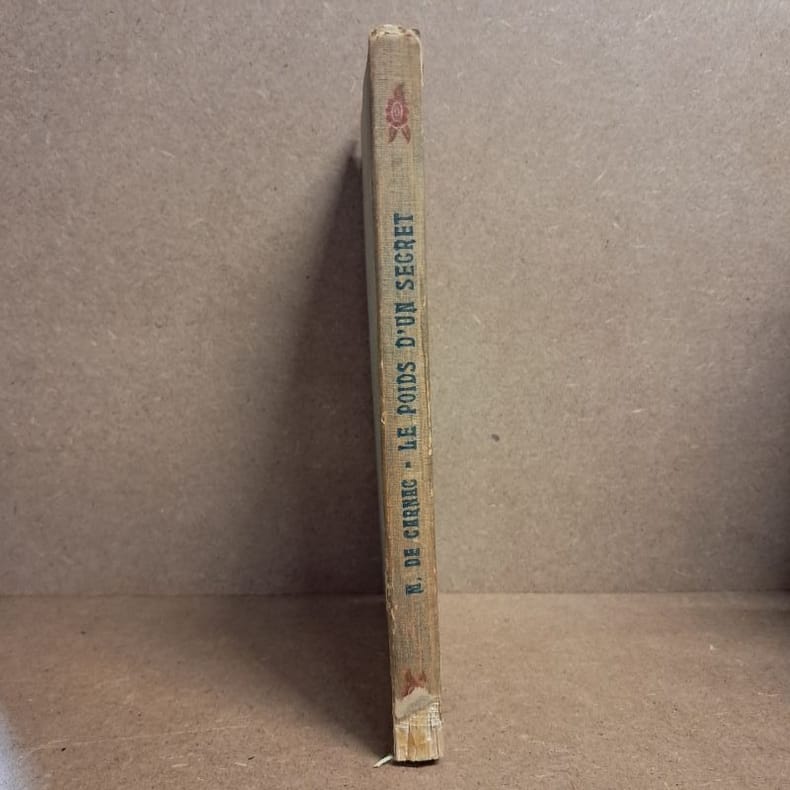 M. DE CARNAC - LE POIDS D'UN SECRET